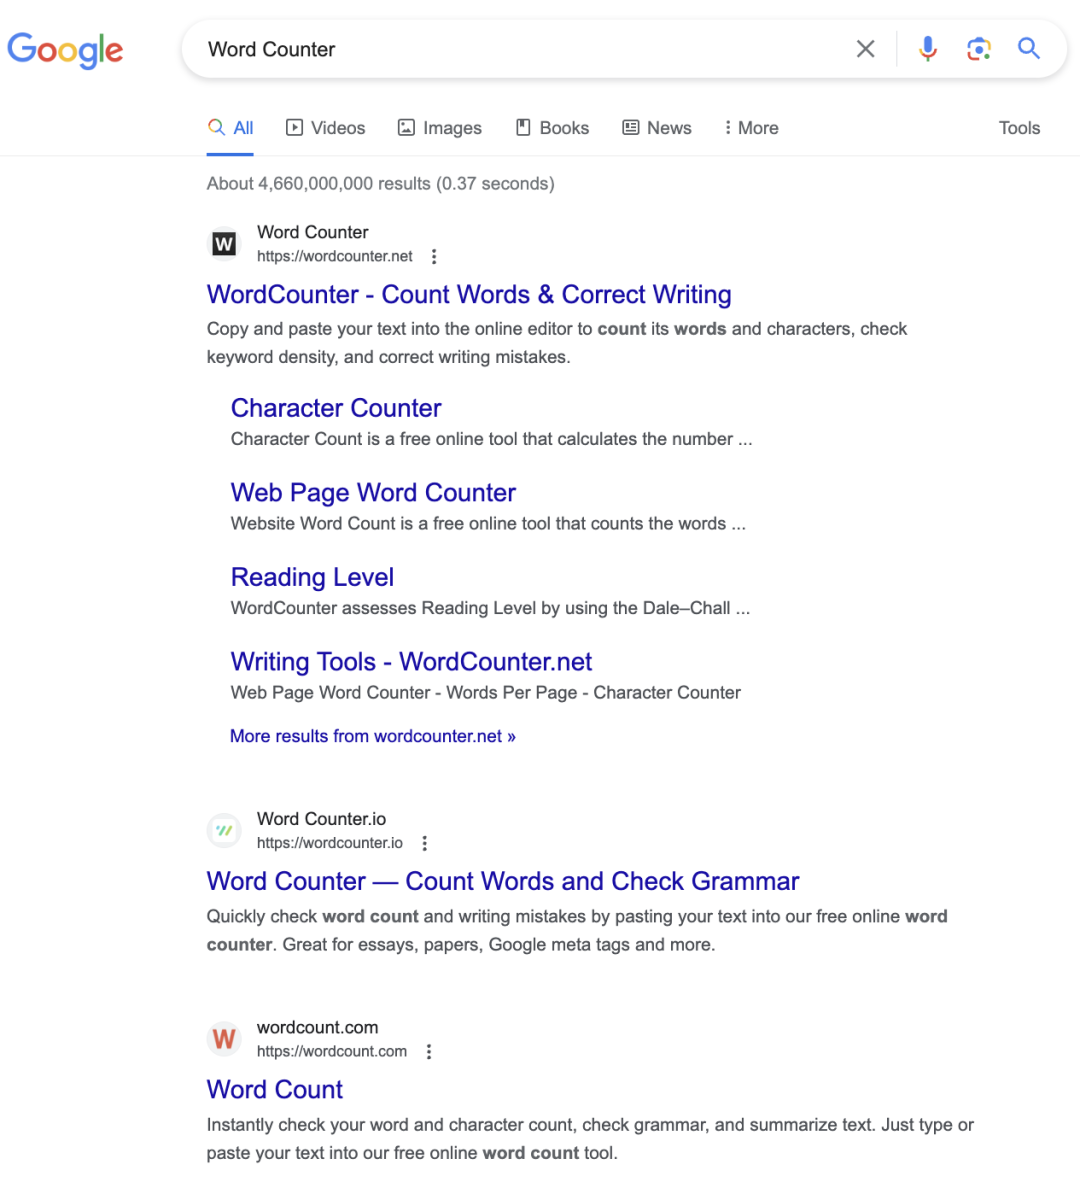 Google
Word Counter
All Videos Images Books News More Tools
About 4,660,000,000 results (0.37 seconds)
W
Word Counter
https://wordcounter.net
WordCounter - Count Words & Correct Writing
Copy and paste your text into the online editor to count its words and characters, check
keyword density, and correct writing mistakes.
Character Counter
Character Count is a free online tool that calculates the number ...
Web Page Word Counter
Website Word Count is a free online tool that counts the words ...
Reading Level
WordCounter assesses Reading Level by using the Dale–Chall ...
Writing Tools - WordCounter.net
Web Page Word Counter - Words Per Page - Character Counter
More results from wordcounter.net »
Word Counter.io
https://wordcounter.io
Word Counter — Count Words and Check Grammar
Quickly check word count and writing mistakes by pasting your text into our free online word
counter. Great for essays, papers, Google meta tags and more.
W
wordcount.com
https://wordcount.com
Word Count
Instantly check your word and character count, check grammar, and summarize text. Just type or
paste your text into our free online word count tool.